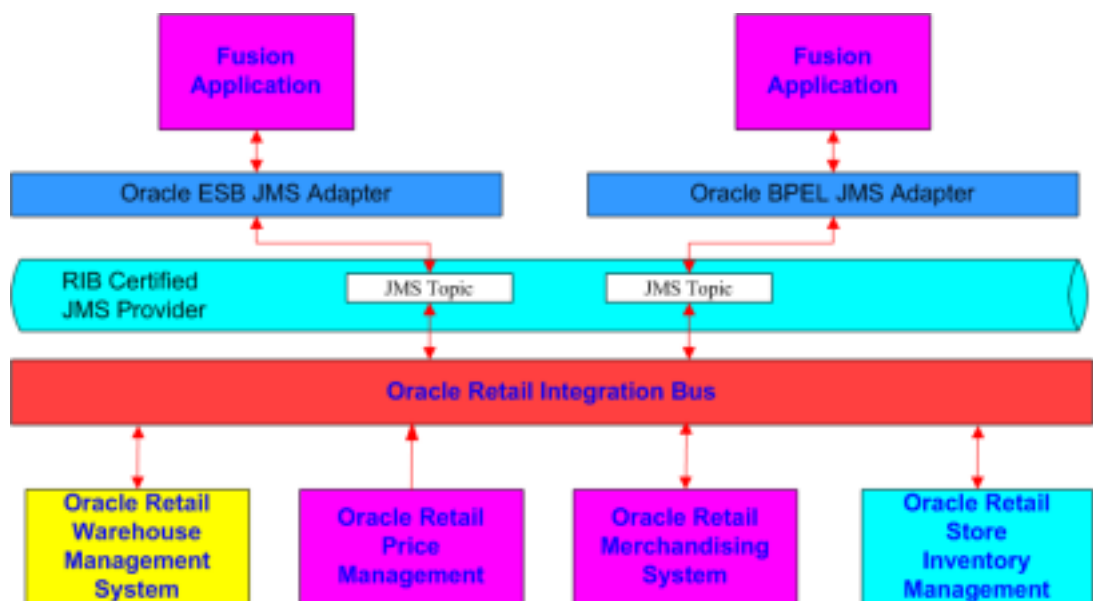 Fusion
Application
Fusion
Application
Oracle ESB JMS Adapter
Oracle BPEL JMS Adapter
RIB Certified
JMS Provider
JMS Topic
JMS Topic
Oracle Retail Integration Bus
Oracle Retail
Warehouse
Management
System
Oracle Retail
Price
Management
Oracle Retail
Merchandising
System
Oracle Retail
Store
Inventory
Management